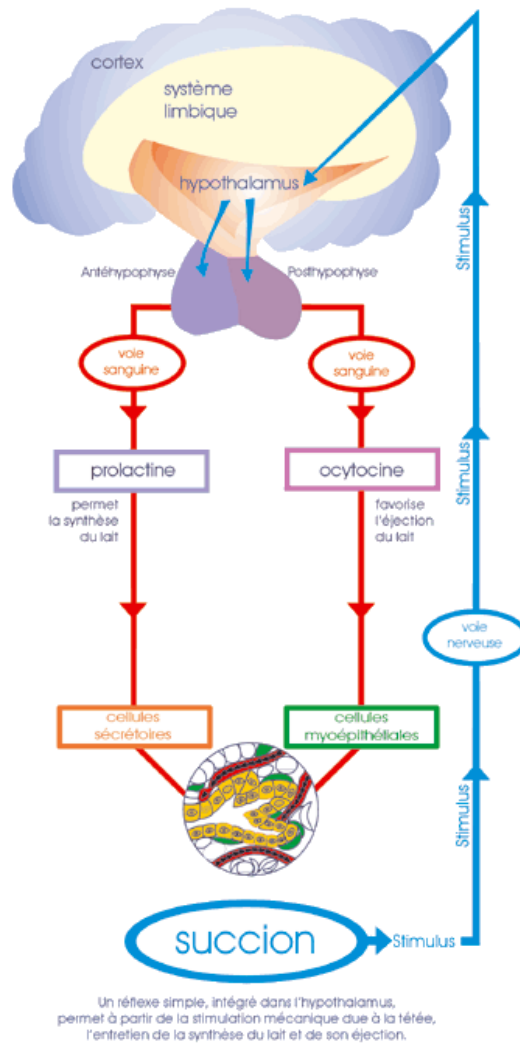 cortex
système
limbique
hypothalamus
Antéhypophyse
Posthypophyse
voie
sanguine
voie
sanguine
prolactine
ocytocine
permet
la synthèse
du lait
favorise
l'éjection
du lait
cellules
sécrétoires
cellules
myoépithétiales
Stimulus
Stimulus
voie
nerveuse
Stimulus
succion
Stimulus
Un réflexe simple, intégré dans l'hypothalamus,
permet à partir de la stimulation mécanique due à la tétée,
l'entretien de la synthèse du lait et de son éjection.